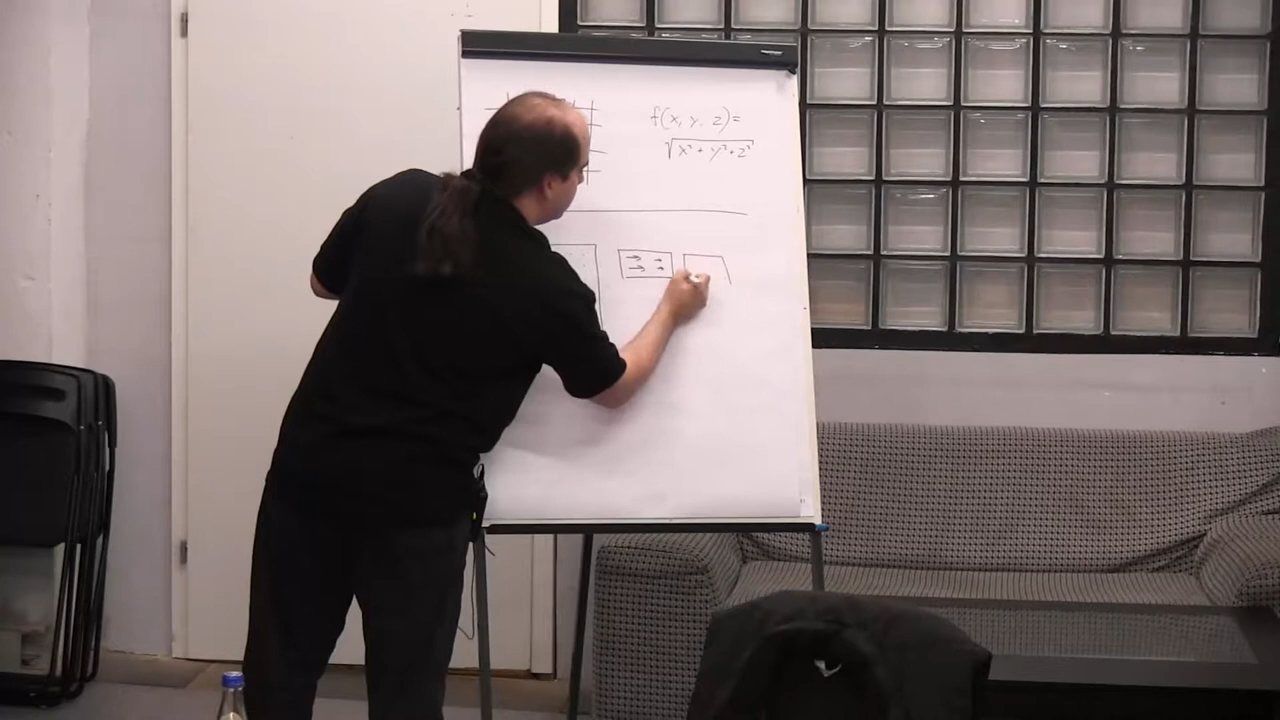 f(x, y, z) =
√x² + y² + z²